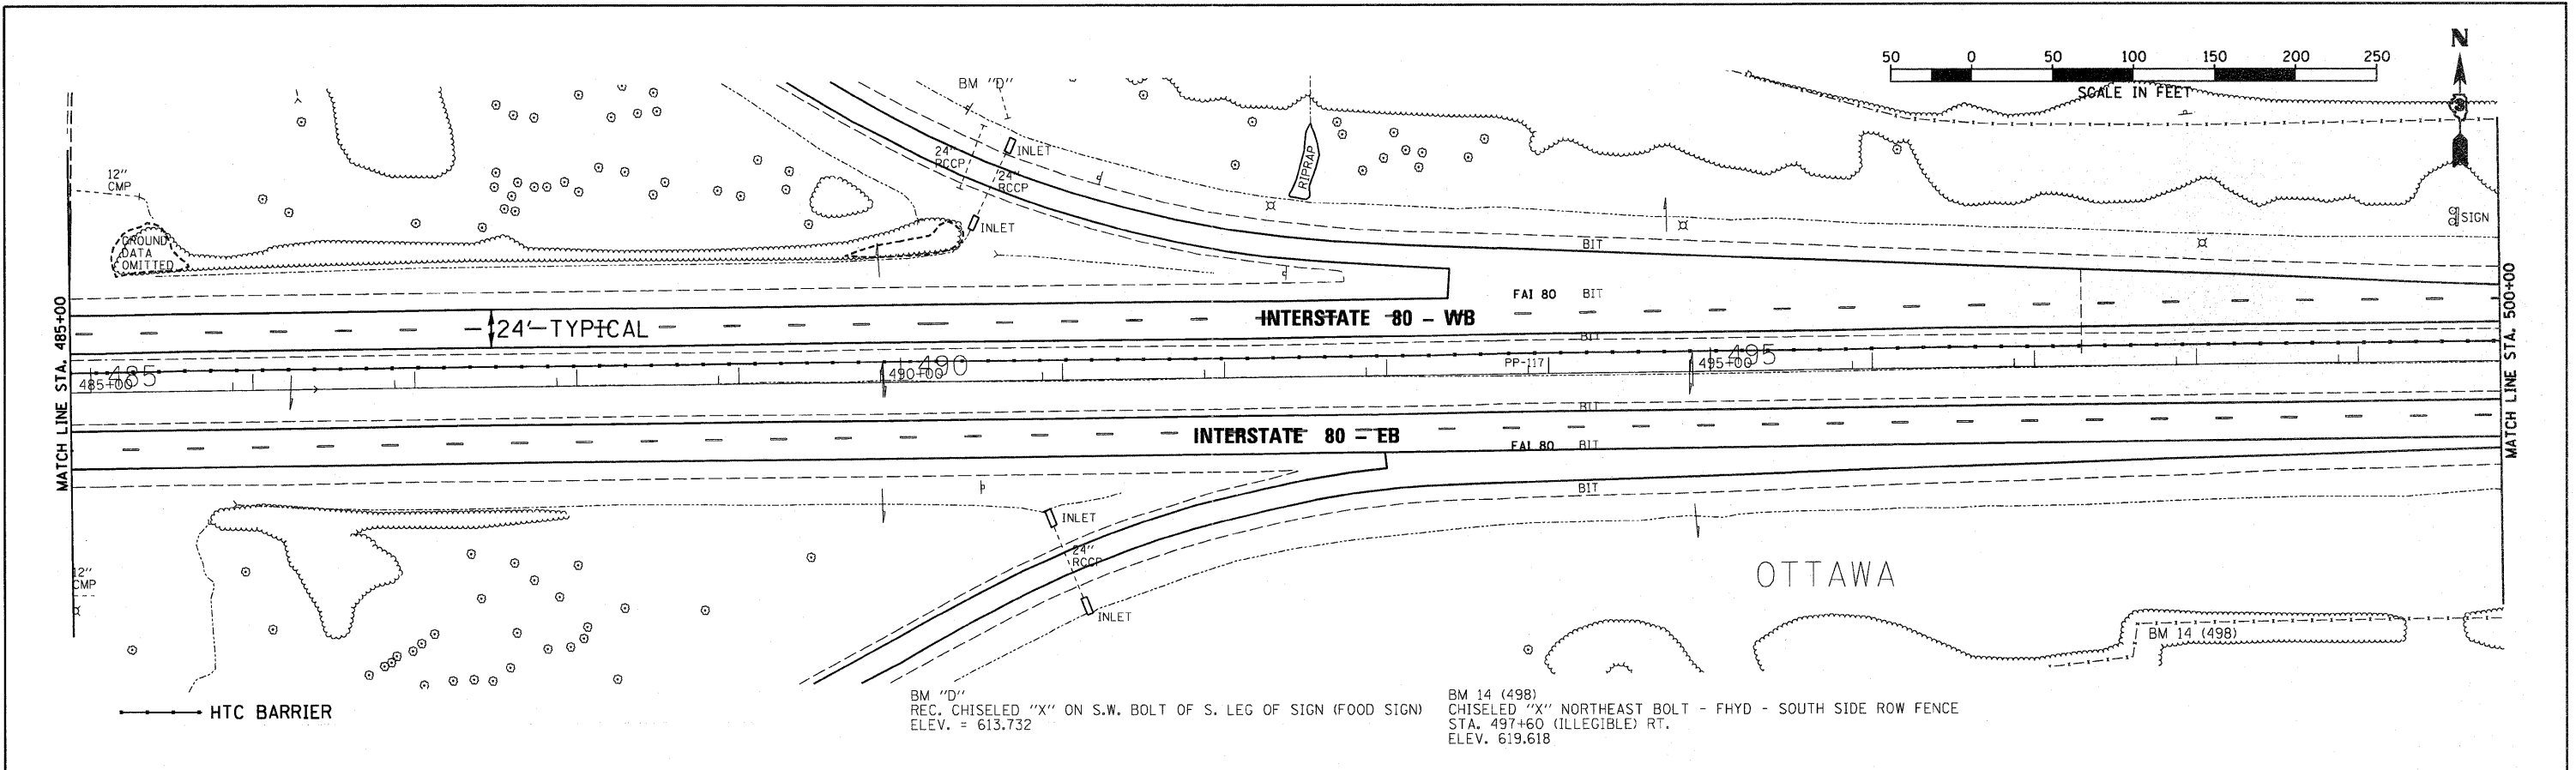 50 0 50 100 150 200 250
SCALE IN FEET
N
BM "D"
INLET
24"
RCCP
24"
RCCP
INLET
RIPRAP
12"
CMP
GROUND
DATA
OMITTED
SIGN
BIT
MATCH LINE STA. 485+00
MATCH LINE STA. 500+00
FAI 80 BIT
24' TYPICAL
INTERSTATE 80 - WB
BIT
485
485+00
490
490+00
PP-117
495
495+00
BIT
INTERSTATE 80 - EB
FAI 80 BIT
BIT
INLET
24"
RCCP
INLET
12"
CMP
OTTAWA
BM 14 (498)
HTC BARRIER
BM "D"
REC. CHISELED "X" ON S.W. BOLT OF S. LEG OF SIGN (FOOD SIGN)
ELEV. = 613.732
BM 14 (498)
CHISELED "X" NORTHEAST BOLT - FHYD - SOUTH SIDE ROW FENCE
STA. 497+60 (ILLEGIBLE) RT.
ELEV. 619.618